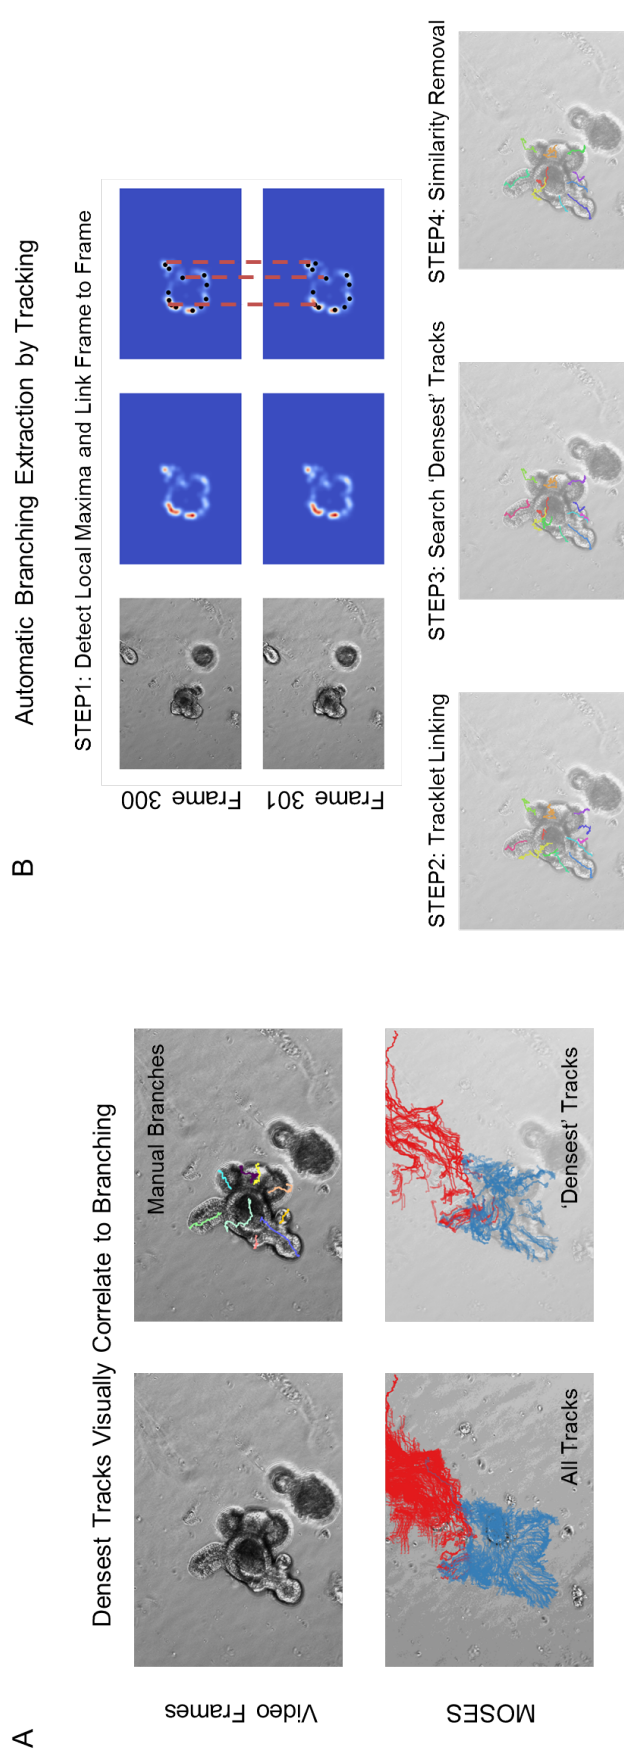 A
Densest Tracks Visually Correlate to Branching
Video Frames
Manual Branches
MOSES
All Tracks
‘Densest’ Tracks
B
Automatic Branching Extraction by Tracking
STEP1: Detect Local Maxima and Link Frame to Frame
Frame 300
Frame 301
STEP2: Tracklet Linking
STEP3: Search ‘Densest’ Tracks
STEP4: Similarity Removal